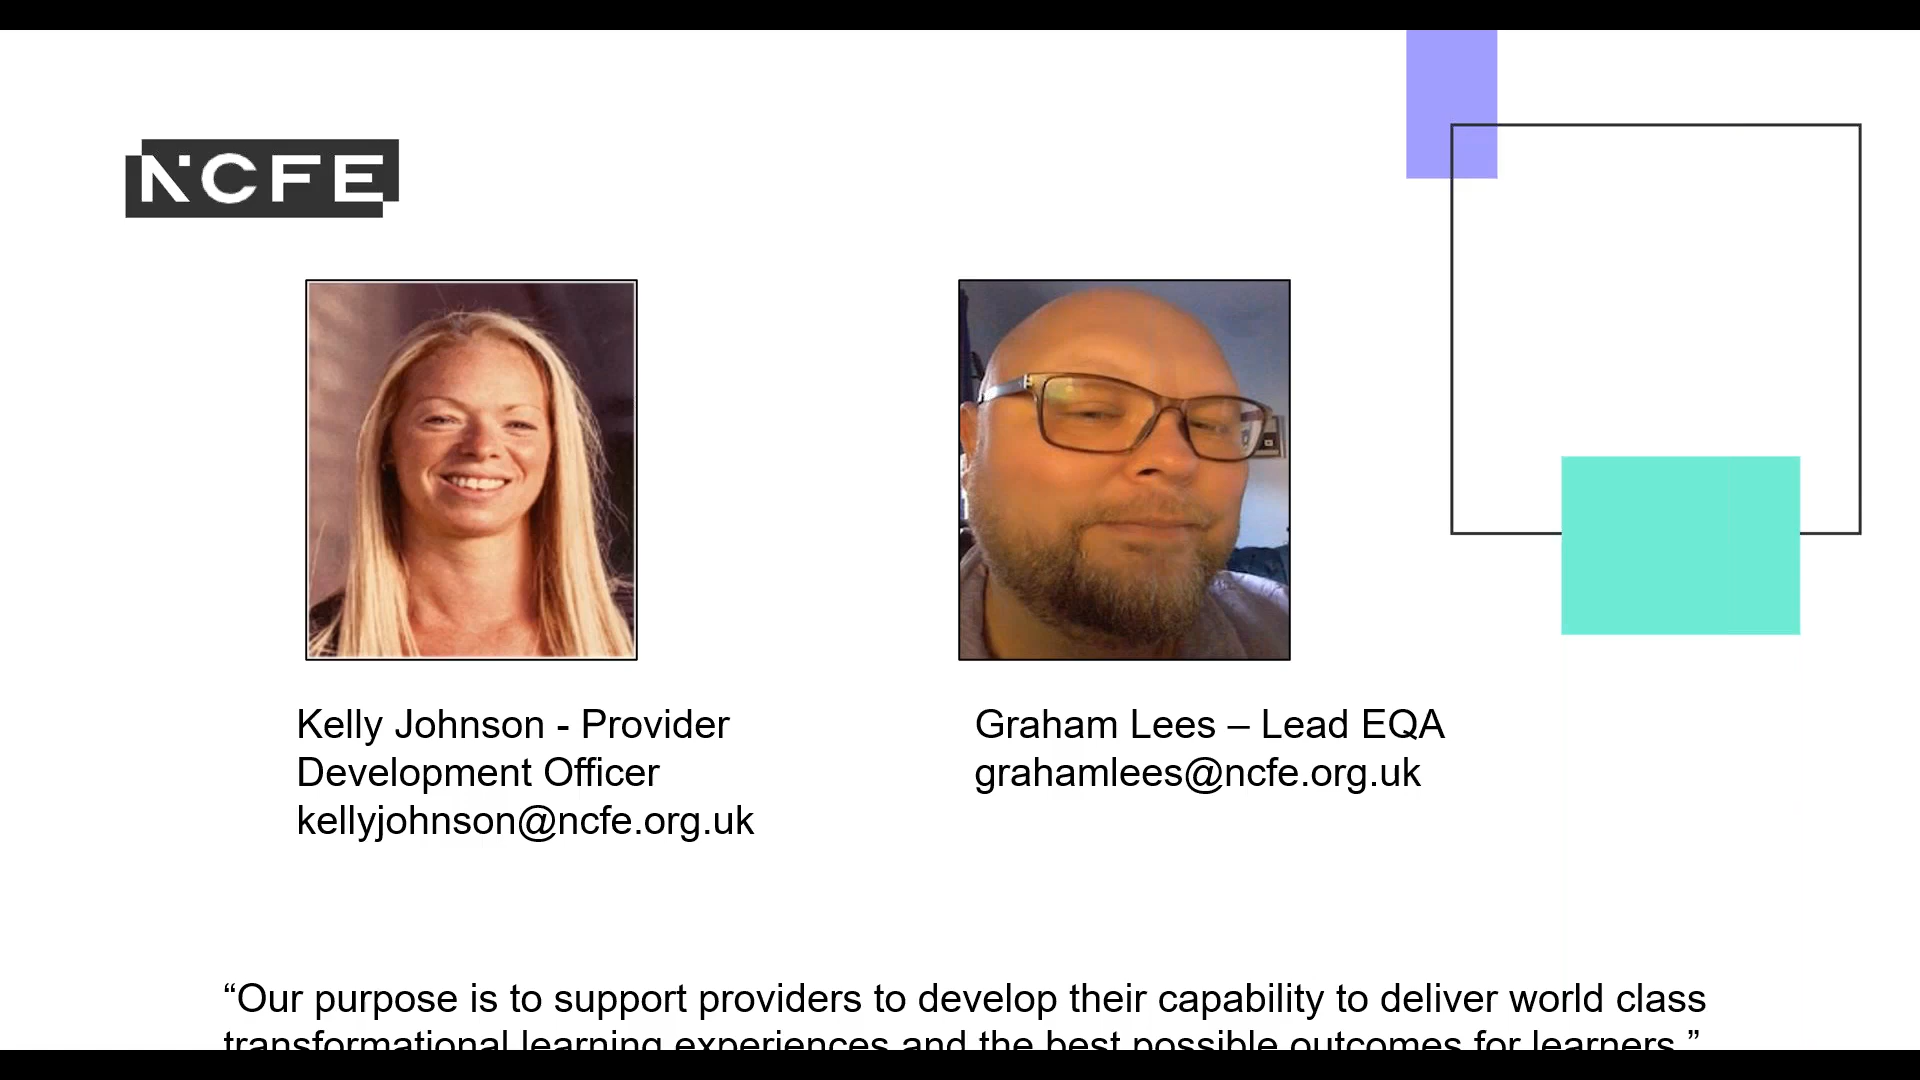 NCFE
Kelly Johnson - Provider
Development Officer
kellyjohnson@ncfe.org.uk
Graham Lees – Lead EQA
grahamlees@ncfe.org.uk
“Our purpose is to support providers to develop their capability to deliver world class
transformational learning experiences and the best possible outcomes for learners.”